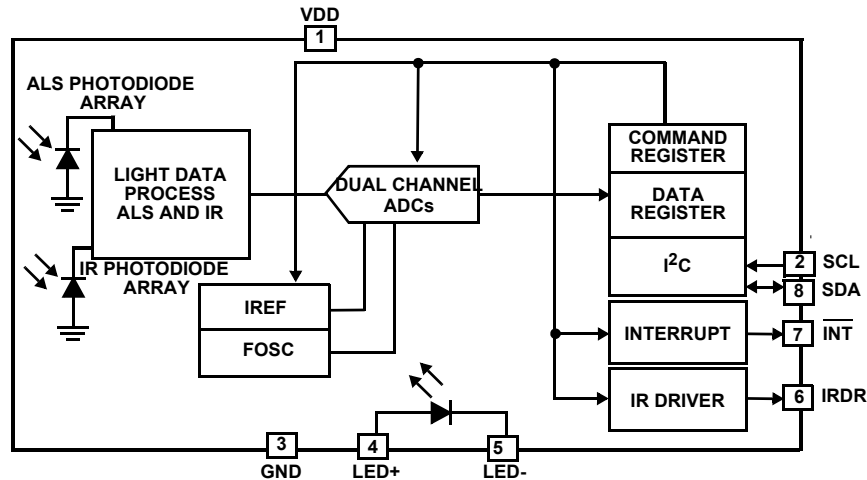 VDD
1
ALS PHOTODIODE
ARRAY
LIGHT DATA
PROCESS
ALS AND IR
DUAL CHANNEL
ADCs
COMMAND
REGISTER
DATA
REGISTER
I²C
2 SCL
8 SDA
IR PHOTODIODE
ARRAY
IREF
FOSC
INTERRUPT
7 I̅N̅T̅
IR DRIVER
6 IRDR
3
GND
4
LED+
5
LED-